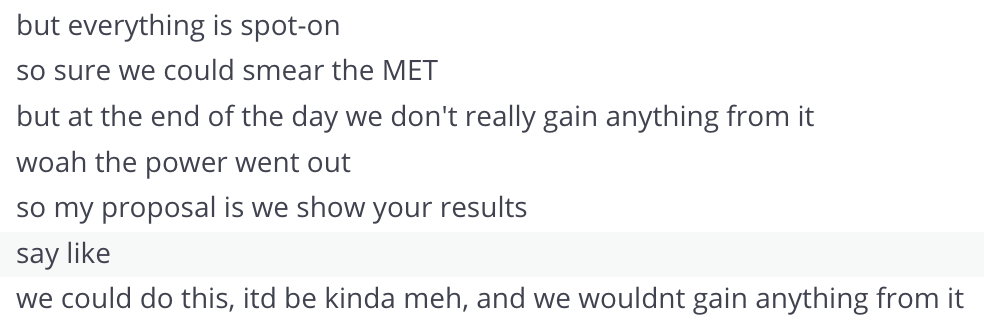 but everything is spot-on
so sure we could smear the MET
but at the end of the day we don't really gain anything from it
woah the power went out
so my proposal is we show your results
say like
we could do this, itd be kinda meh, and we wouldnt gain anything from it